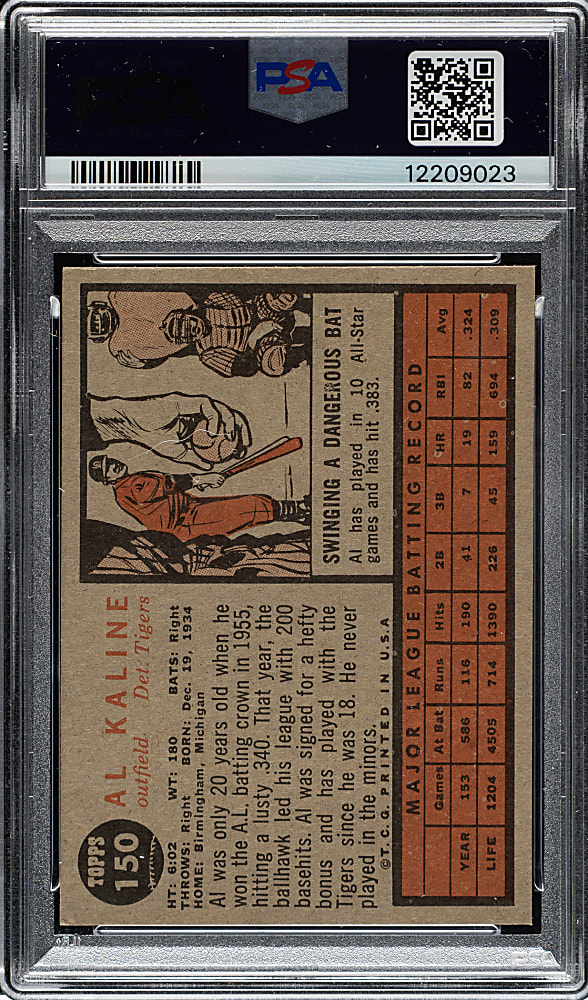 PSA
12209023
TOPPS
150
AL KALINE
outfield Det. Tigers
HT: 6:02 WT: 180 BATS: Right
THROWS: Right BORN: Dec. 19, 1934
HOME: Birmingham, Michigan
Al was only 20 years old when he
won the A.L. batting crown in 1955,
hitting a lusty .340. That year, the
ballhawk led his league with 200
basehits. Al was signed for a hefty
bonus and has played with the
Tigers since he was 18. He never
played in the minors.
©T.C.G. PRINTED IN U.S.A
SWINGING A DANGEROUS BAT
Al has played in 10 All-Star
games and has hit .383.
MAJOR LEAGUE BATTING RECORD
Games At Bat Runs Hits 2B 3B HR RBI Avg
YEAR 153 586 116 190 41 7 19 82 .324
LIFE 1204 4505 714 1390 226 45 159 694 .309